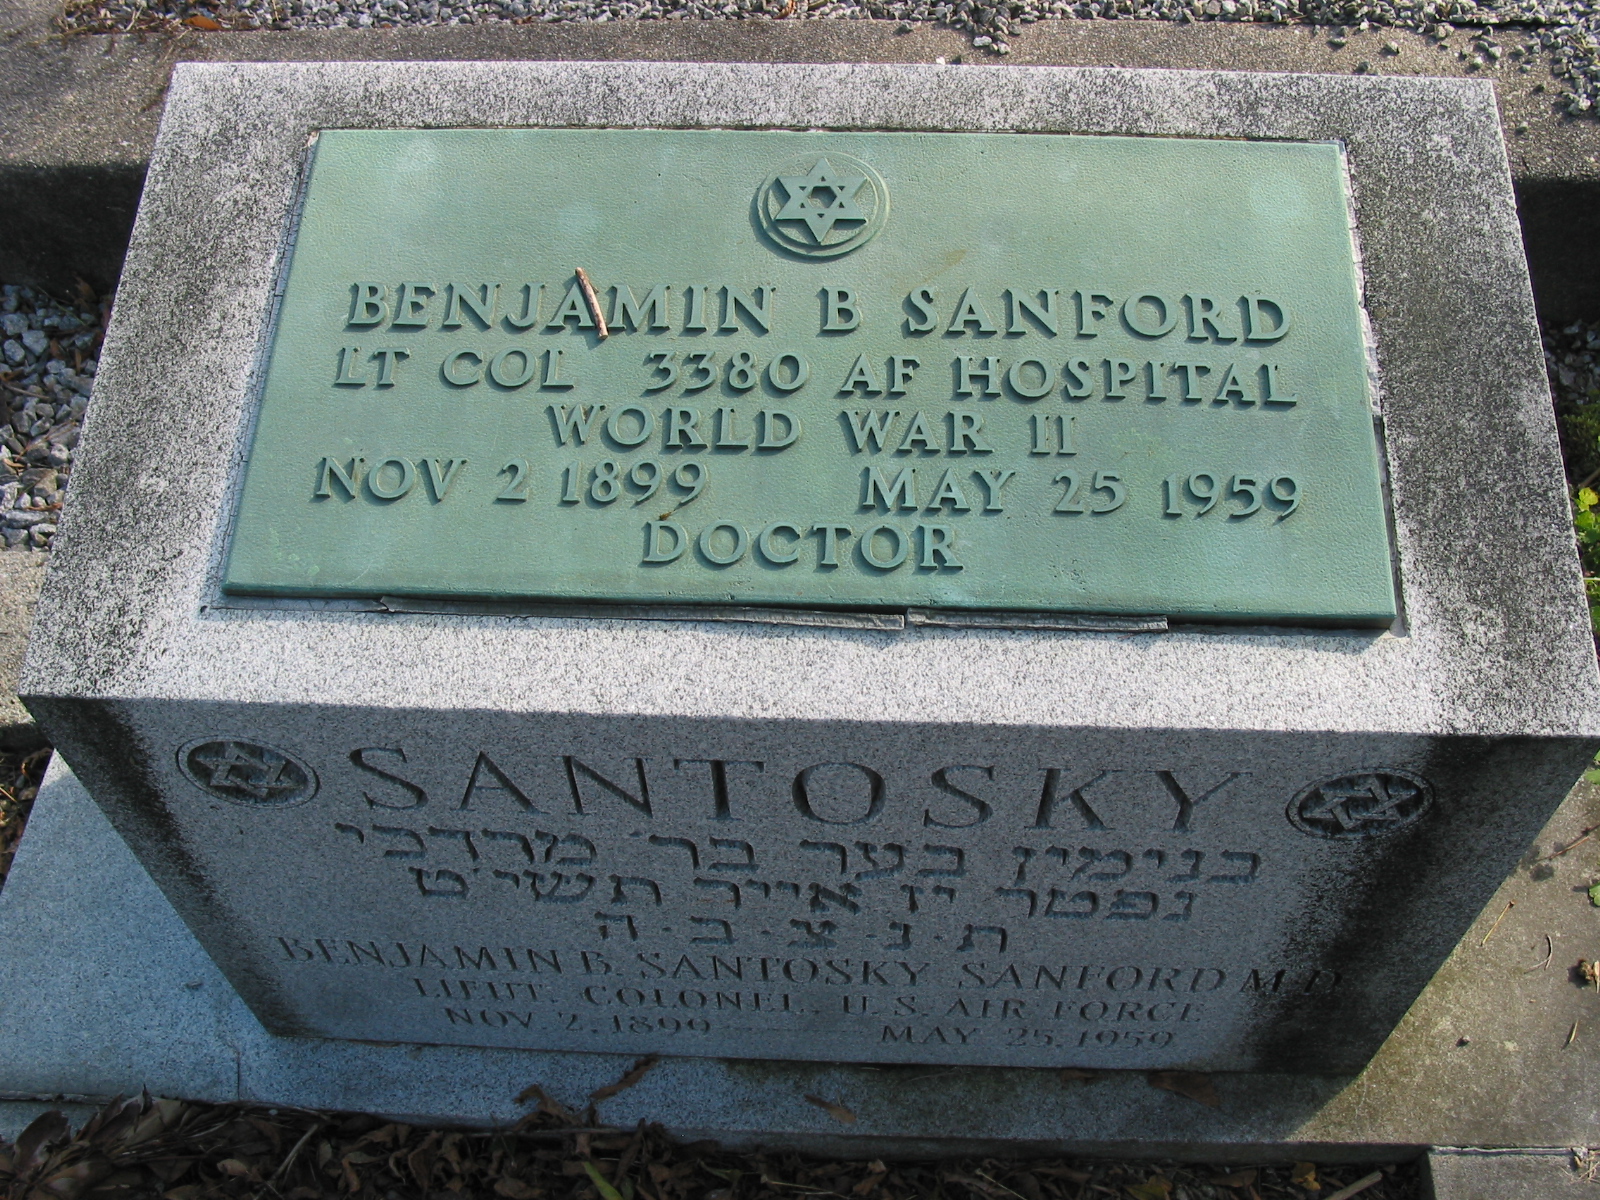 BENJAMIN B SANFORD
LT COL 3380 AF HOSPITAL
WORLD WAR II
NOV 2 1899 MAY 25 1959
DOCTOR
SANTOSKY
בנימין בער בר׳ מרדכי
נפטר יז אייר תשי״ט
ת·נ·צ·ב·ה
BENJAMIN B. SANTOSKY SANFORD M D
LIEUT. COLONEL, U.S. AIR FORCE
NOV 2, 1899 MAY 25, 1959